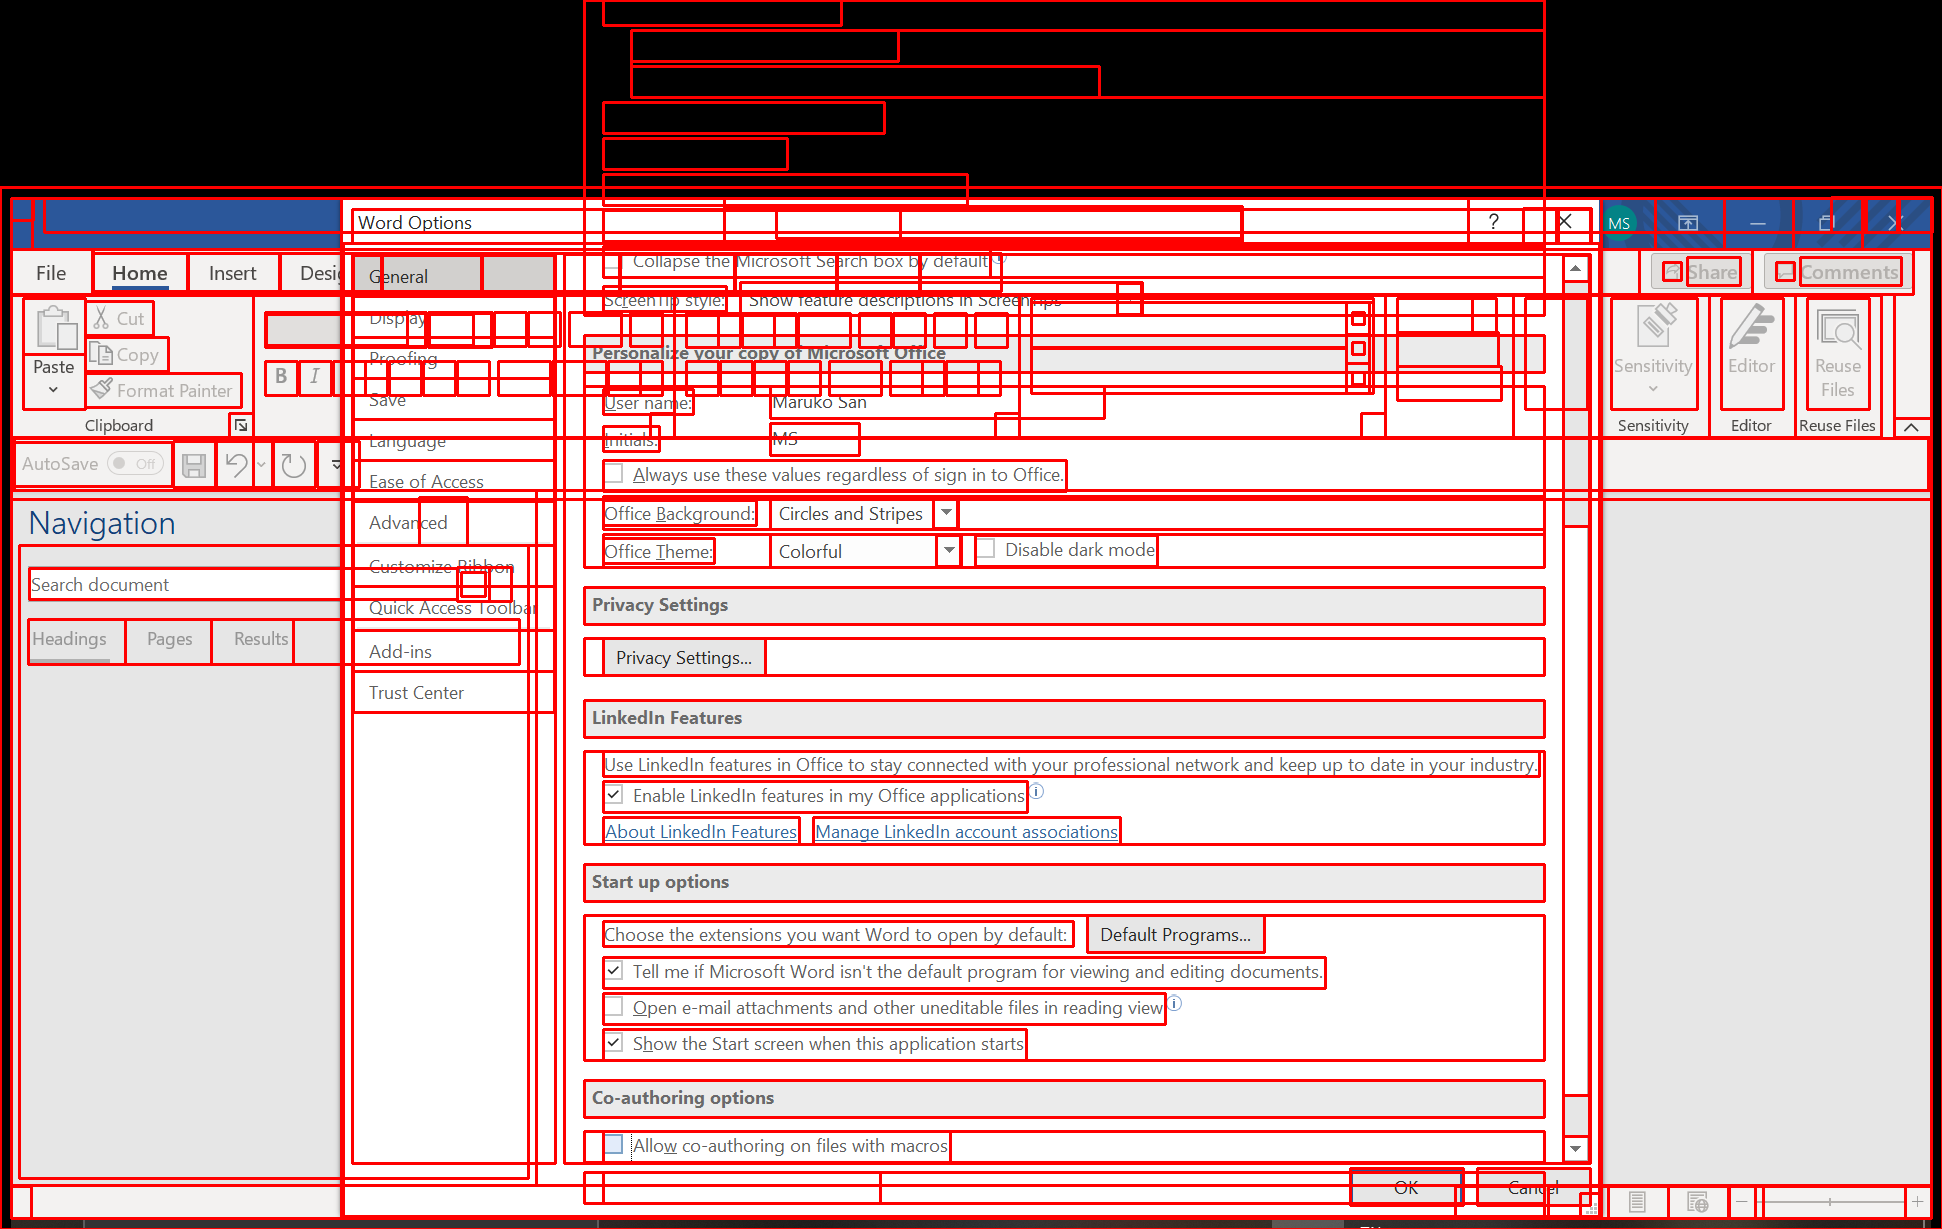 Word Options
?
MS
File
Home
Insert
General
Collapse the Microsoft Search box by default
Share
Comments
ScreenTip style:
Show feature descriptions in ScreenTips
Display
Cut
Copy
Paste
Format Painter
Clipboard
B I
Proofing
Personalize your copy of Microsoft Office
Save
User name:
Maruko San
Language
Initials:
MS
Sensitivity
Editor
Reuse
Files
Sensitivity
Editor
Reuse Files
AutoSave
Off
Ease of Access
Always use these values regardless of sign in to Office.
Navigation
Advanced
Office Background:
Circles and Stripes
Office Theme:
Colorful
Disable dark mode
Customize Ribbon
Search document
Quick Access Toolbar
Privacy Settings
Headings
Pages
Results
Add-ins
Privacy Settings...
Trust Center
LinkedIn Features
Use LinkedIn features in Office to stay connected with your professional network and keep up to date in your industry.
Enable LinkedIn features in my Office applications
About LinkedIn Features
Manage LinkedIn account associations
Start up options
Choose the extensions you want Word to open by default:
Default Programs...
Tell me if Microsoft Word isn't the default program for viewing and editing documents.
Open e-mail attachments and other uneditable files in reading view
Show the Start screen when this application starts
Co-authoring options
Allow co-authoring on files with macros
OK
Cancel